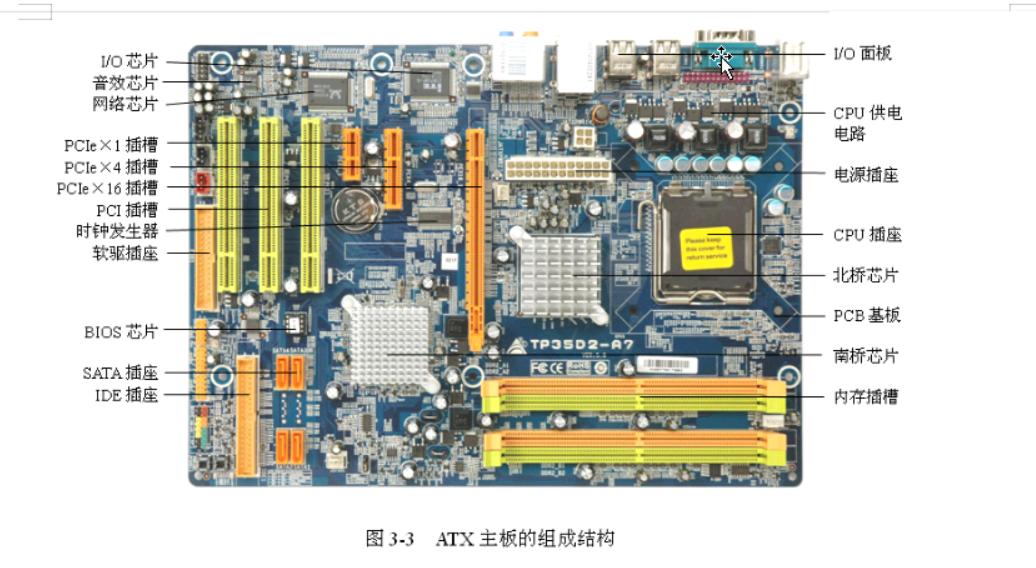 I/O 芯片
音效芯片
网络芯片
PCIe×1 插槽
PCIe×4 插槽
PCIe×16 插槽
PCI 插槽
时钟发生器
软驱插座
BIOS 芯片
SATA 插座
IDE 插座
I/O 面板
CPU 供电
电路
电源插座
CPU 插座
北桥芯片
PCB 基板
南桥芯片
内存插槽
Please keep
this cover for
return service
TP35D2-A7
FC CE
图 3-3 ATX 主板的组成结构